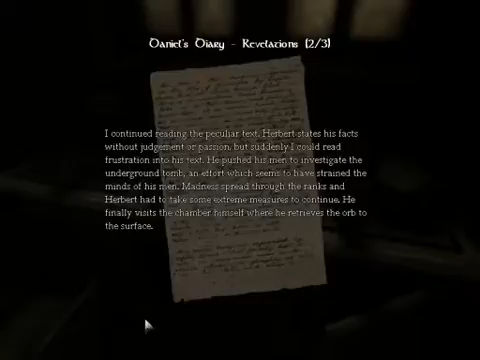 Daniel's Diary - Revelations (2/3)
I continued reading the peculiar text. Herbert states his facts
without judgement or passion, but suddenly I could read
frustration into his text. He pushed his men to investigate the
underground tomb, an effort which seems to have strained the
minds of his men. Madness spread through the ranks and
Herbert had to take some extreme measures to continue. He
finally visits the chamber himself where he retrieves the orb to
the surface.